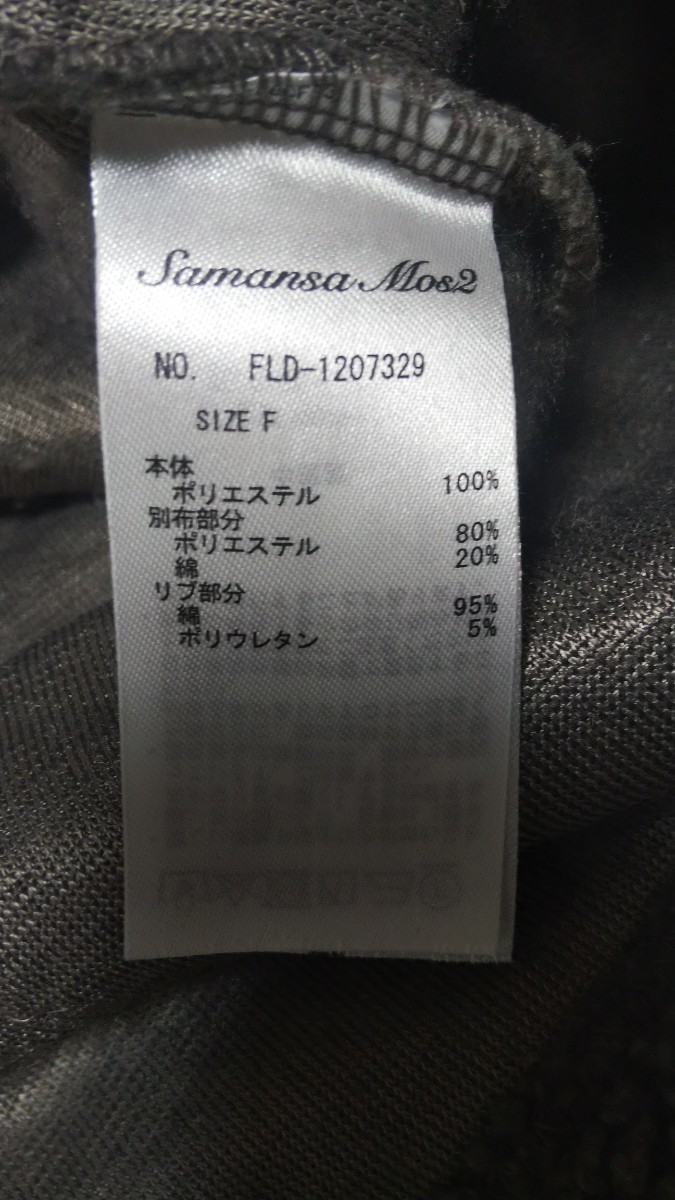 Samansa Mos2
NO. FLD-1207329
SIZE F
本体
ポリエステル 100%
別布部分
ポリエステル 80%
綿 20%
リブ部分
綿 95%
ポリウレタン 5%